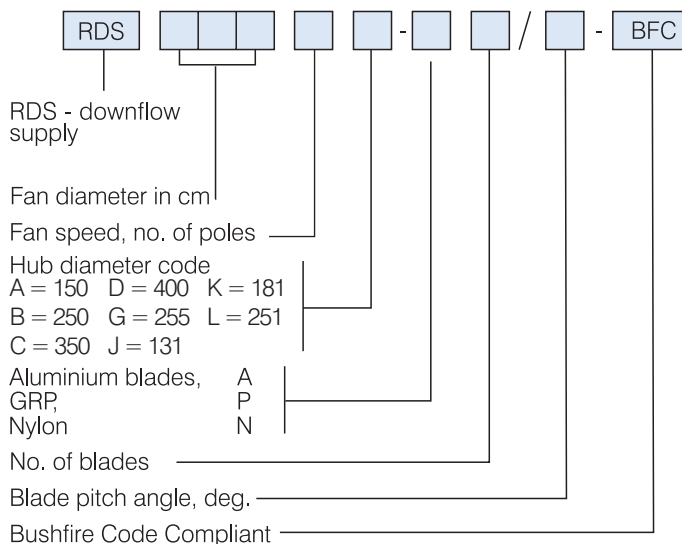 RDS - / - BFC
RDS - downflow
supply
Fan diameter in cm
Fan speed, no. of poles
Hub diameter code
A = 150 D = 400 K = 181
B = 250 G = 255 L = 251
C = 350 J = 131
Aluminium blades, A
GRP, P
Nylon N
No. of blades
Blade pitch angle, deg.
Bushfire Code Compliant